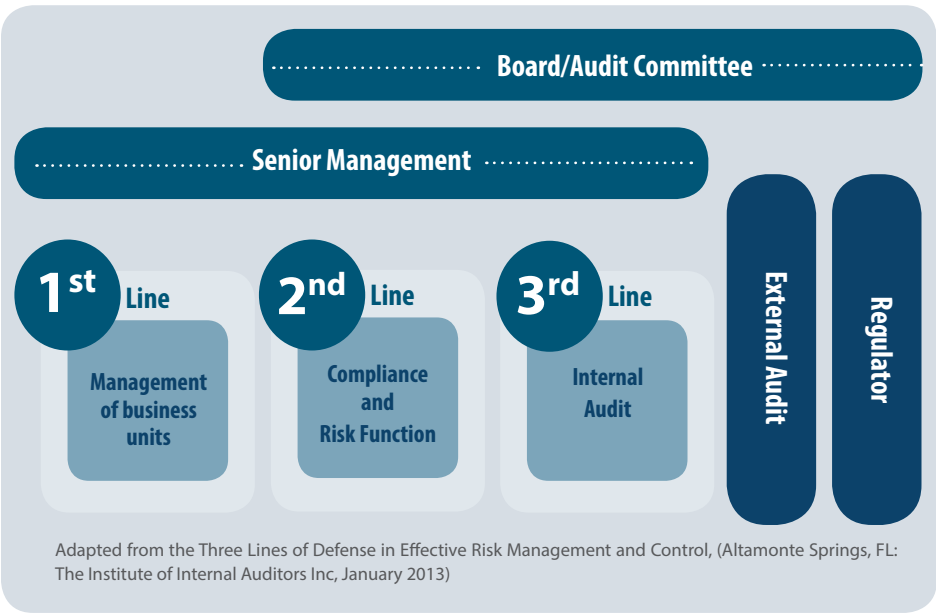 Board/Audit Committee
Senior Management
1st Line
Management
of business
units
2nd Line
Compliance
and
Risk Function
3rd Line
Internal
Audit
External Audit
Regulator
Adapted from the Three Lines of Defense in Effective Risk Management and Control, (Altamonte Springs, FL:
The Institute of Internal Auditors Inc, January 2013)